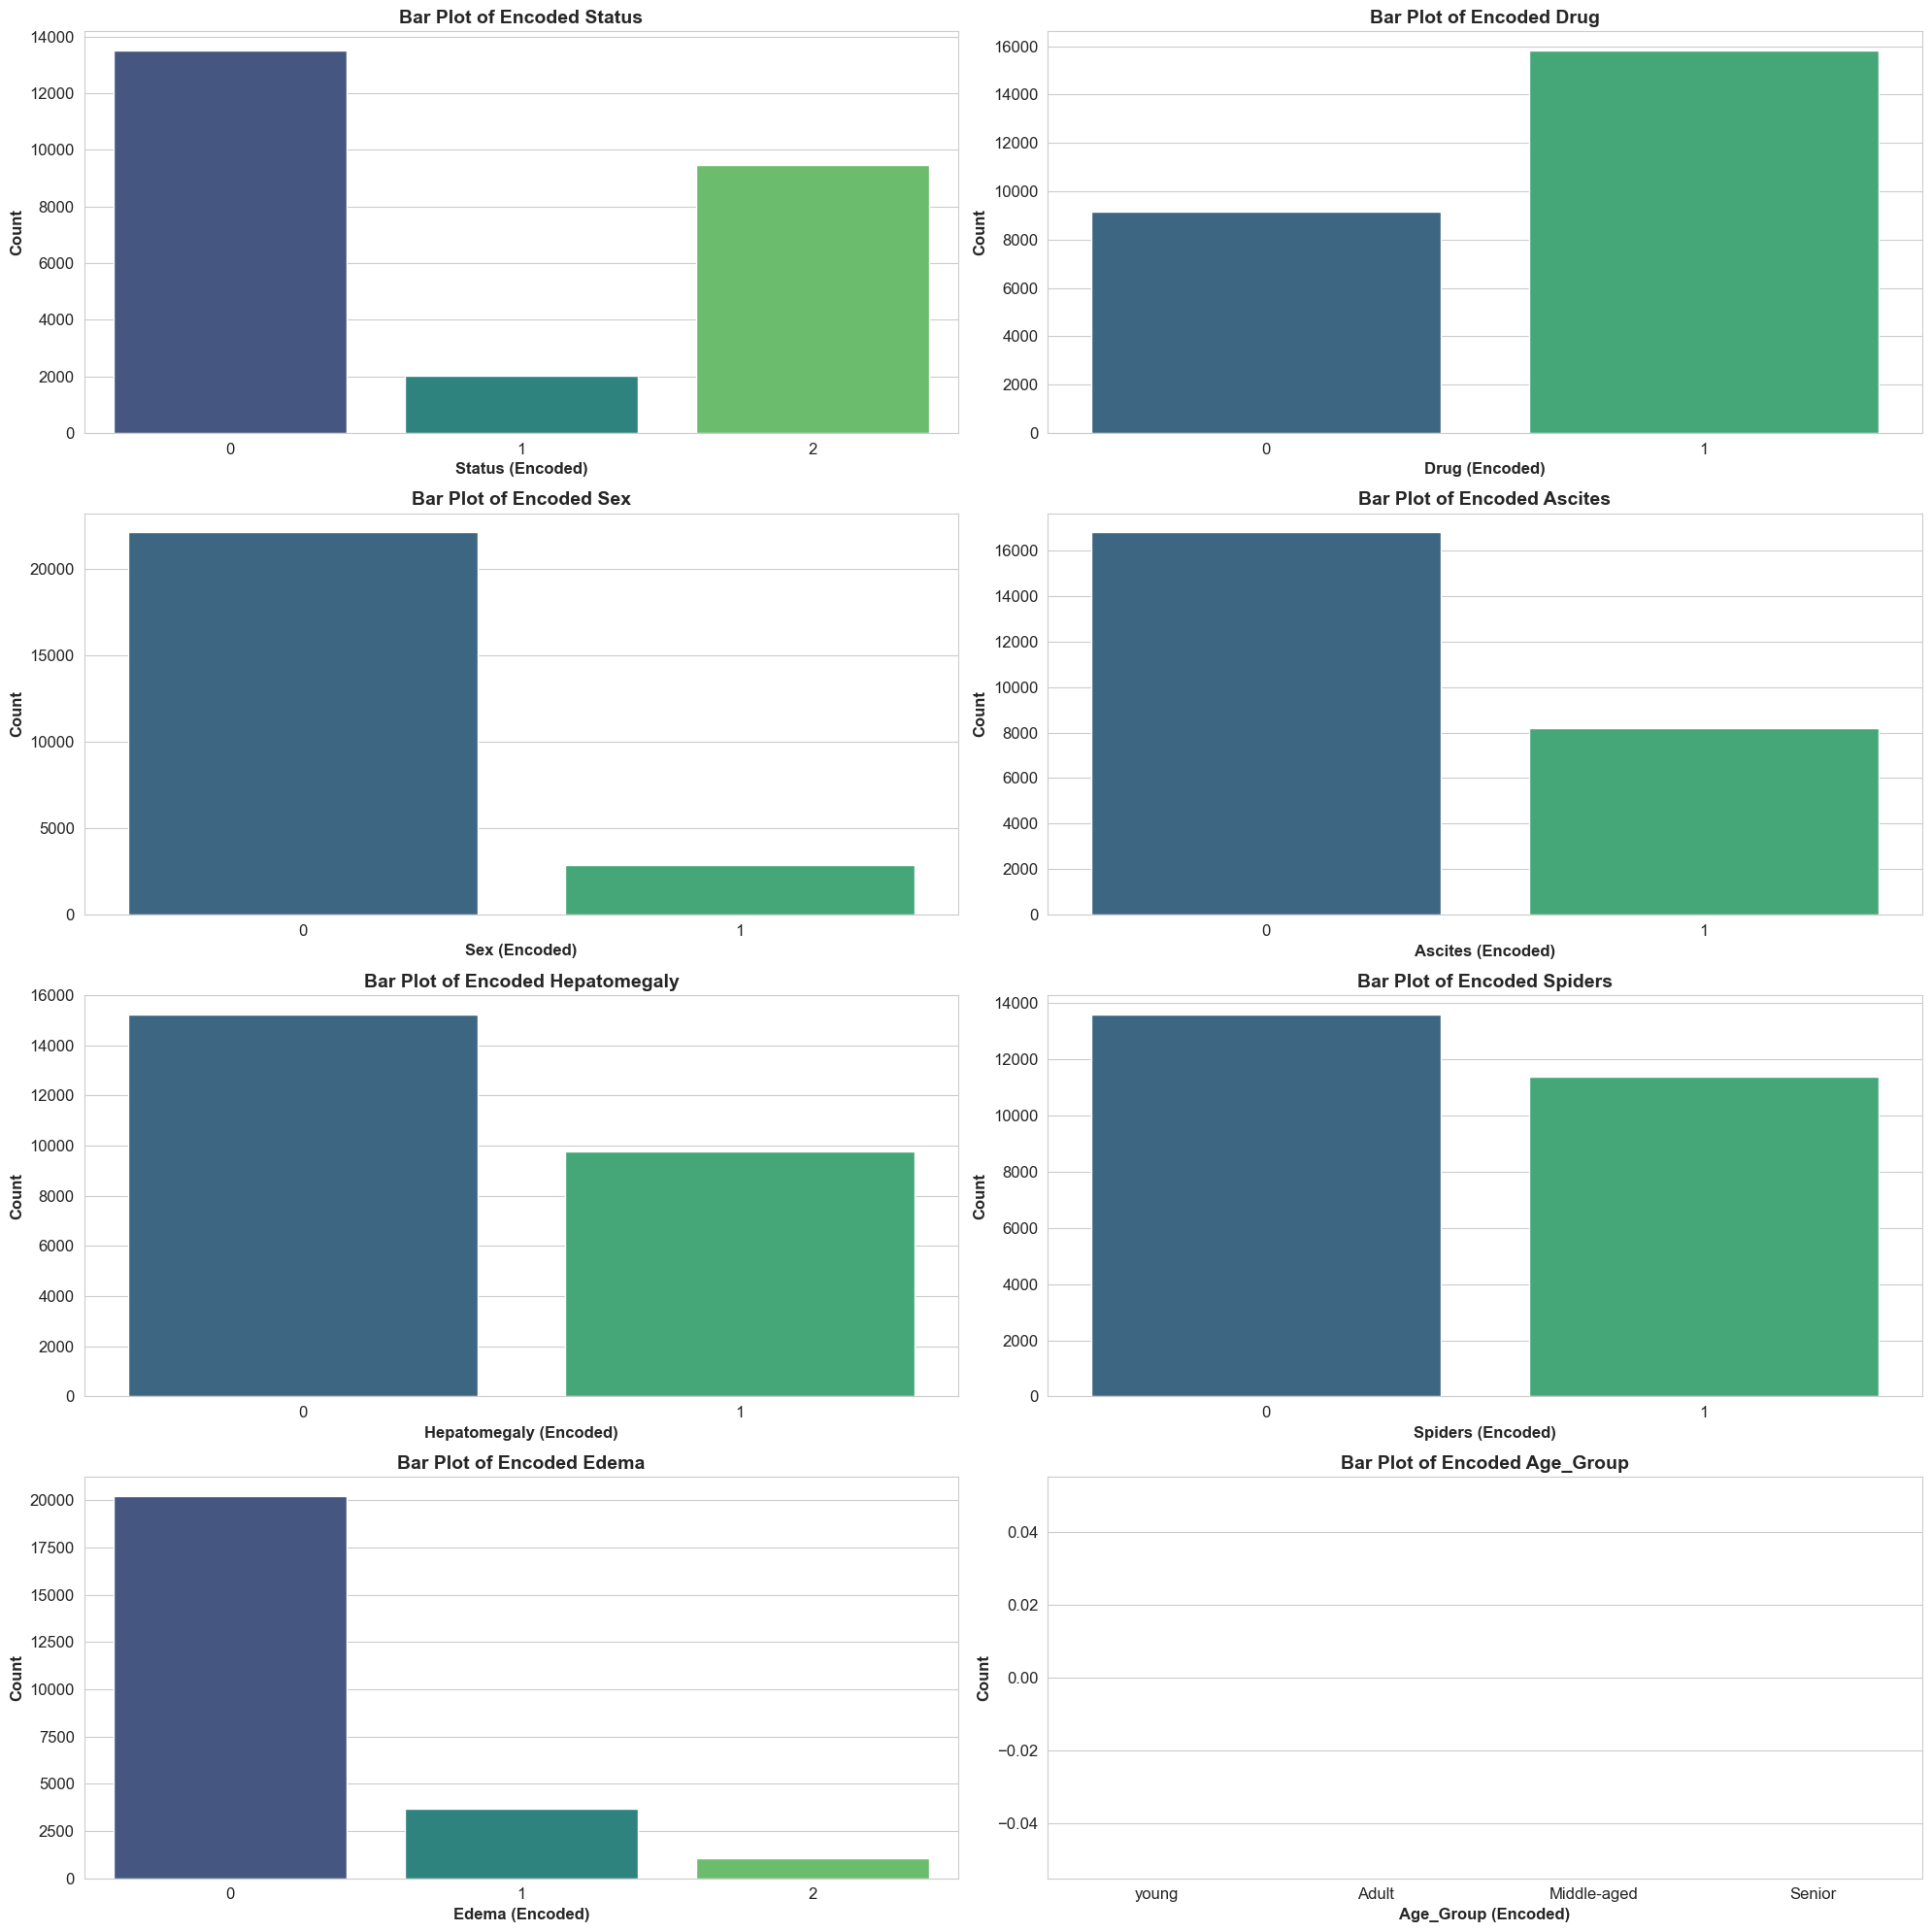 Bar Plot of Encoded Status
14000
12000
10000
8000
6000
4000
2000
0
Count
0 1 2
Status (Encoded)
Bar Plot of Encoded Drug
16000
14000
12000
10000
8000
6000
4000
2000
0
Count
0 1
Drug (Encoded)
Bar Plot of Encoded Sex
20000
15000
10000
5000
0
Count
0 1
Sex (Encoded)
Bar Plot of Encoded Ascites
16000
14000
12000
10000
8000
6000
4000
2000
0
Count
0 1
Ascites (Encoded)
Bar Plot of Encoded Hepatomegaly
16000
14000
12000
10000
8000
6000
4000
2000
0
Count
0 1
Hepatomegaly (Encoded)
Bar Plot of Encoded Spiders
14000
12000
10000
8000
6000
4000
2000
0
Count
0 1
Spiders (Encoded)
Bar Plot of Encoded Edema
20000
17500
15000
12500
10000
7500
5000
2500
0
Count
0 1 2
Edema (Encoded)
Bar Plot of Encoded Age_Group
0.04
0.02
0.00
−0.02
−0.04
Count
young Adult Middle-aged Senior
Age_Group (Encoded)